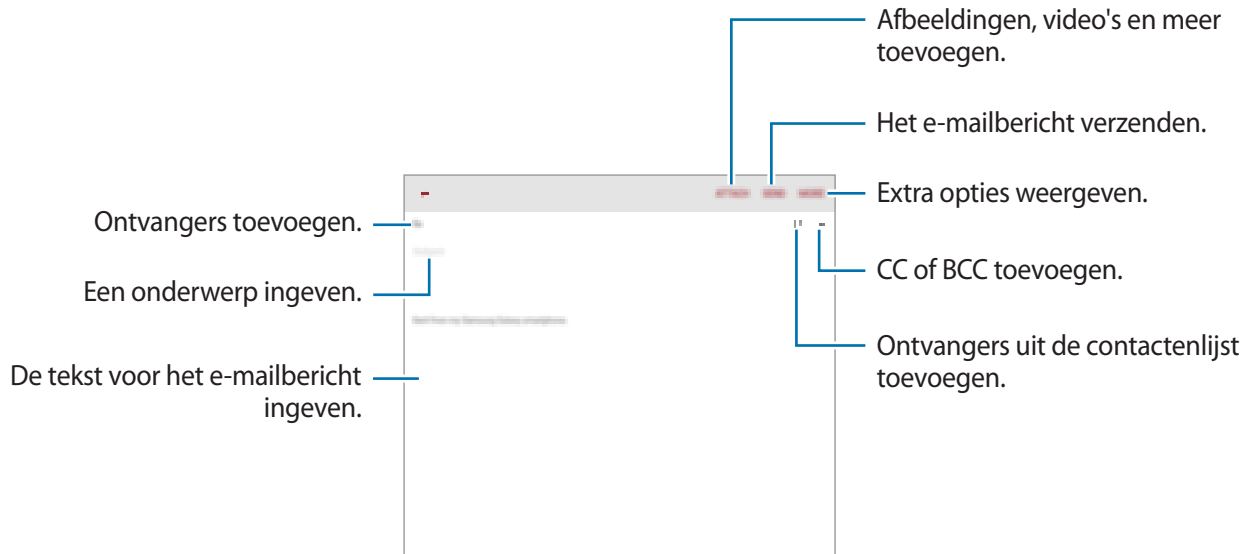 Afbeeldingen, video's en meer
toevoegen.
Het e-mailbericht verzenden.
Extra opties weergeven.
Ontvangers toevoegen.
CC of BCC toevoegen.
Een onderwerp ingeven.
Ontvangers uit de contactenlijst
toevoegen.
De tekst voor het e-mailbericht
ingeven.